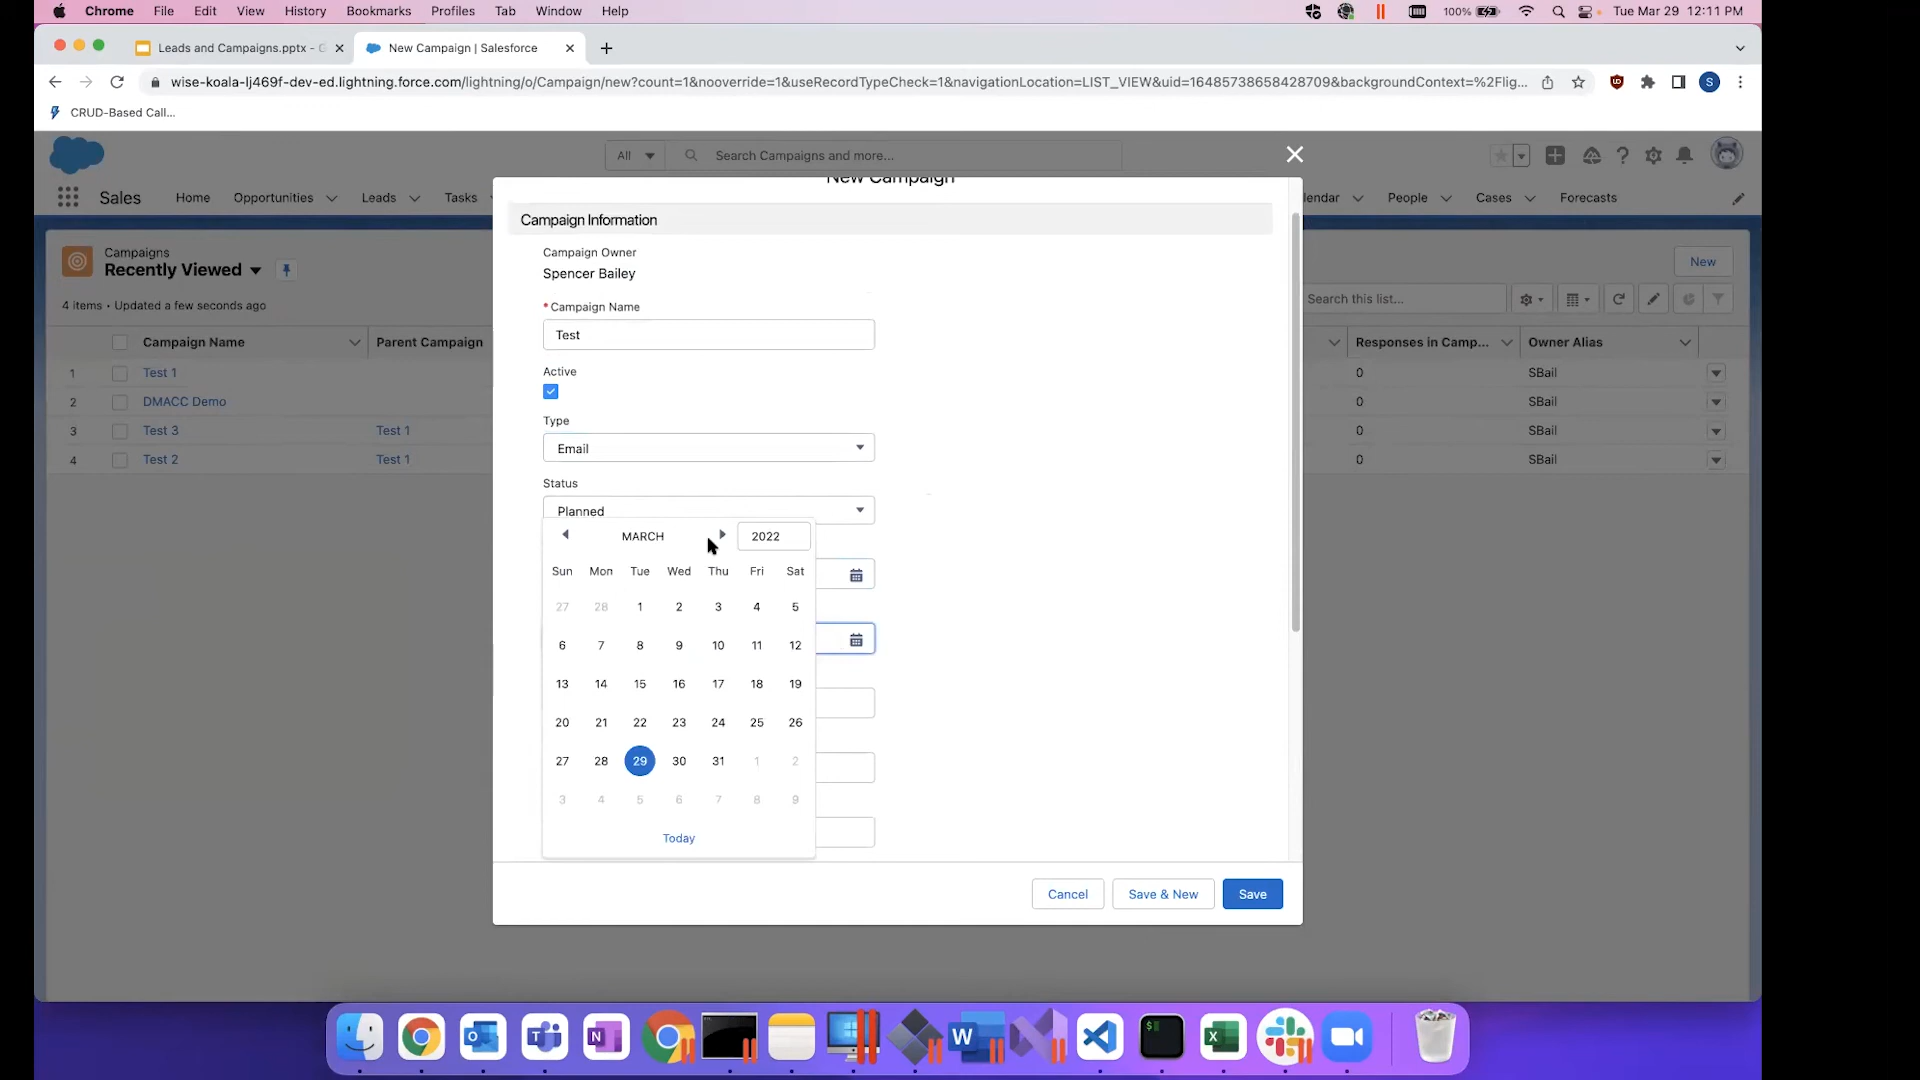 Chrome File Edit View History Bookmarks Profiles Tab Window Help 100% Tue Mar 29 12:11 PM
Leads and Campaigns.pptx - G
New Campaign | Salesforce
wise-koala-lj469f-dev-ed.lightning.force.com/lightning/o/Campaign/new?count=1&nooverride=1&useRecordTypeCheck=1&navigationLocation=LIST_VIEW&uid=16485738658428709&backgroundContext=%2Flig...
S
CRUD-Based Call...
All Search Campaigns and more...
Sales Home Opportunities Leads Tasks lendar People Cases Forecasts
New Campaign
Campaigns
Recently Viewed
New
4 items • Updated a few seconds ago
Search this list...
Campaign Name Parent Campaign Responses in Camp... Owner Alias
1 Test 1 0 SBail
2 DMACC Demo 0 SBail
3 Test 3 Test 1 0 SBail
4 Test 2 Test 1 0 SBail
Campaign Information
Campaign Owner
Spencer Bailey
* Campaign Name
Test
Active
Type
Email
Status
Planned
MARCH 2022
Sun Mon Tue Wed Thu Fri Sat
27 28 1 2 3 4 5
6 7 8 9 10 11 12
13 14 15 16 17 18 19
20 21 22 23 24 25 26
27 28 29 30 31 1 2
3 4 5 6 7 8 9
Today
Cancel Save & New Save